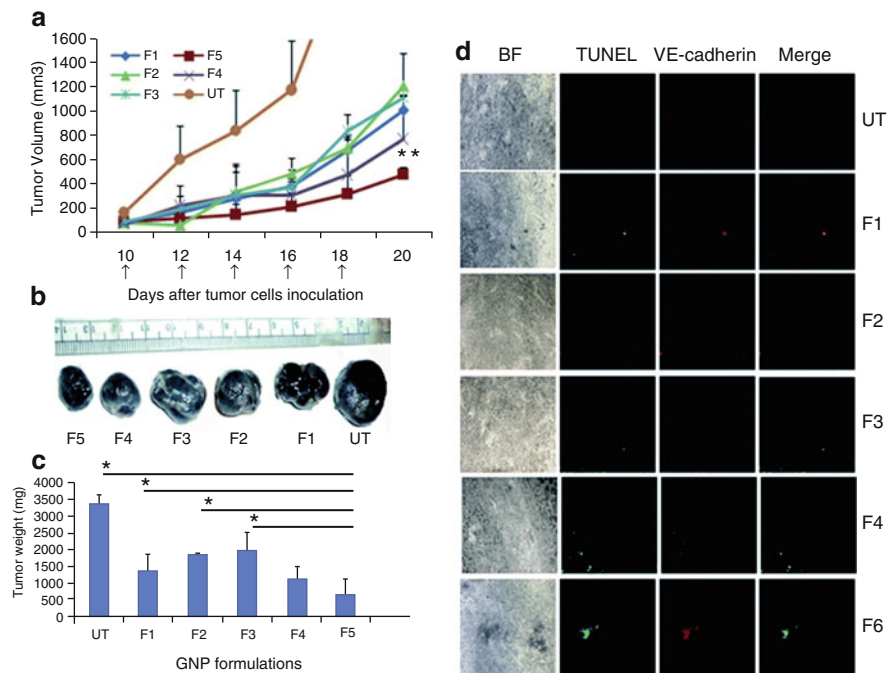 a
1600
1400
1200
1000
800
600
400
200
0
Tumor Volume (mm3)
F1
F5
F2
F4
F3
UT
**
10 12 14 16 18 20
↑ ↑ ↑ ↑ ↑
Days after tumor cells inoculation
b
F5 F4 F3 F2 F1 UT
c
* 
*
*
*
4000
3500
3000
2500
2000
1500
1000
500
0
Tumor weight (mg)
UT F1 F2 F3 F4 F5
GNP formulations
d
BF TUNEL VE-cadherin Merge
UT
F1
F2
F3
F4
F6